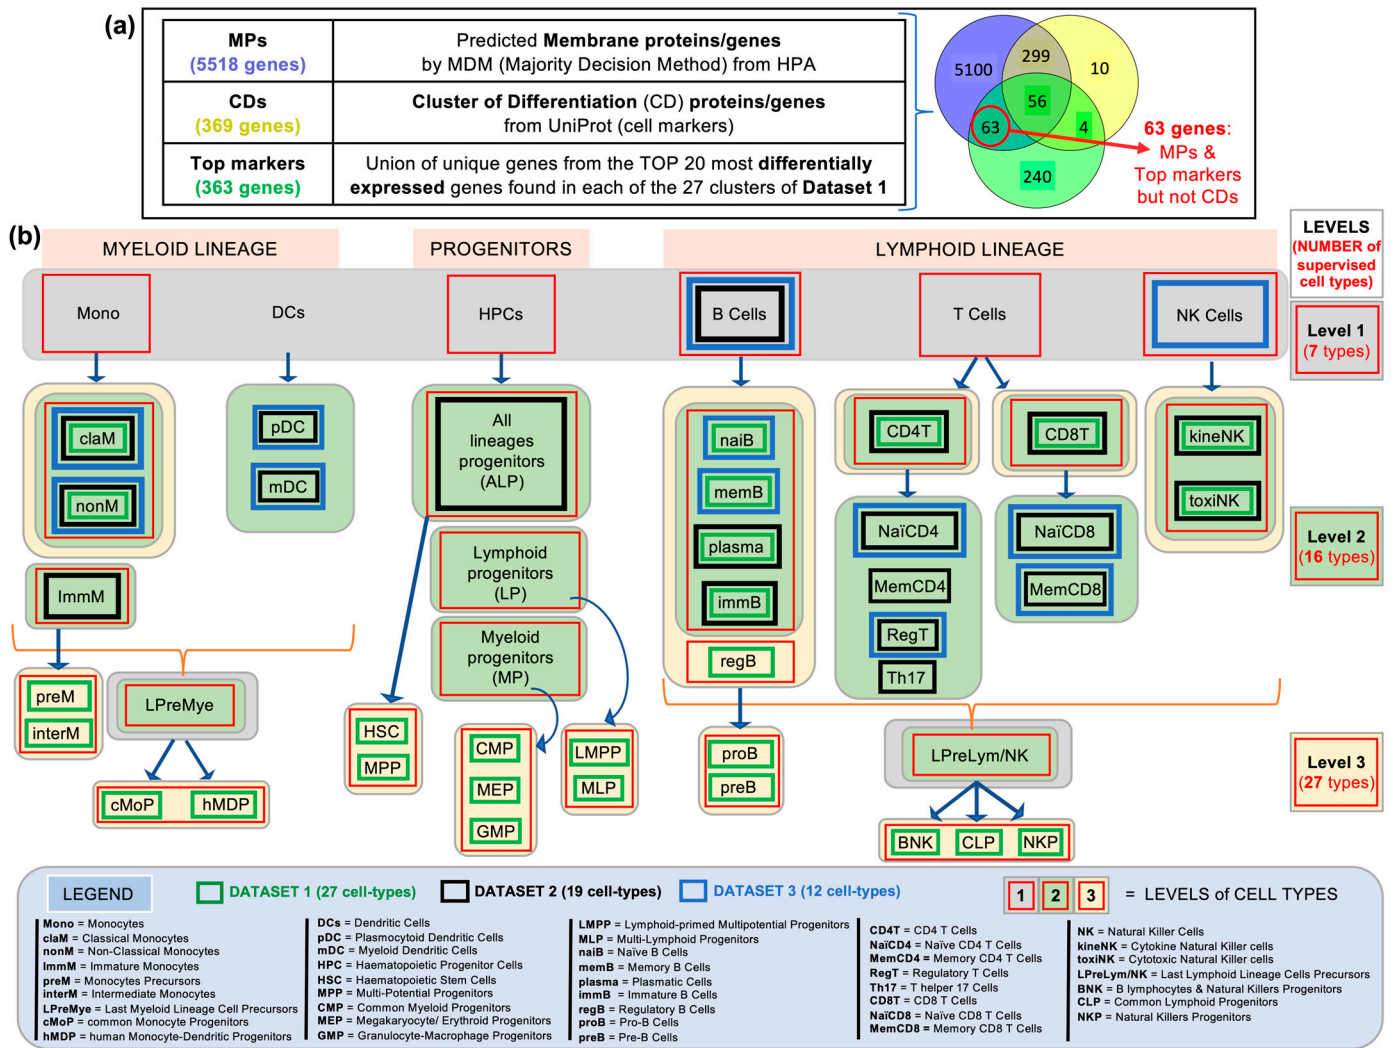 (a)
MPs
(5518 genes)
Predicted Membrane proteins/genes
by MDM (Majority Decision Method) from HPA
CDs
(369 genes)
Cluster of Differentiation (CD) proteins/genes
from UniProt (cell markers)
Top markers
(363 genes)
Union of unique genes from the TOP 20 most differentially
expressed genes found in each of the 27 clusters of Dataset 1
5100
299
10
56
63
4
240
63 genes:
MPs &
Top markers
but not CDs
(b)
MYELOID LINEAGE
PROGENITORS
LYMPHOID LINEAGE
LEVELS
(NUMBER of
supervised
cell types)
Mono
DCs
HPCs
B Cells
T Cells
NK Cells
Level 1
(7 types)
claM
nonM
pDC
mDC
All
lineages
progenitors
(ALP)
naiB
memB
plasma
immB
regB
CD4T
CD8T
kineNK
toxiNK
NaïCD4
MemCD4
RegT
Th17
NaïCD8
MemCD8
Level 2
(16 types)
ImmM
Lymphoid
progenitors
(LP)
Myeloid
progenitors
(MP)
preM
interM
LPreMye
cMoP
hMDP
HSC
MPP
CMP
MEP
GMP
LMPP
MLP
proB
preB
LPreLym/NK
BNK
CLP
NKP
Level 3
(27 types)
LEGEND
DATASET 1 (27 cell-types)
DATASET 2 (19 cell-types)
DATASET 3 (12 cell-types)
1
2
3
= LEVELS of CELL TYPES
Mono = Monocytes
claM = Classical Monocytes
nonM = Non-Classical Monocytes
ImmM = Immature Monocytes
preM = Monocytes Precursors
interM = Intermediate Monocytes
LPreMye = Last Myeloid Lineage Cell Precursors
cMoP = common Monocyte Progenitors
hMDP = human Monocyte-Dendritic Progenitors
DCs = Dendritic Cells
pDC = Plasmocytoid Dendritic Cells
mDC = Myeloid Dendritic Cells
HPC = Haematopoietic Progenitor Cells
HSC = Haematopoietic Stem Cells
MPP = Multi-Potential Progenitors
CMP = Common Myeloid Progenitors
MEP = Megakaryocyte/ Erythroid Progenitors
GMP = Granulocyte-Macrophage Progenitors
LMPP = Lymphoid-primed Multipotential Progenitors
MLP = Multi-Lymphoid Progenitors
naiB = Naïve B Cells
memB = Memory B Cells
plasma = Plasmatic Cells
immB = Immature B Cells
regB = Regulatory B Cells
proB = Pro-B Cells
preB = Pre-B Cells
CD4T = CD4 T Cells
NaïCD4 = Naïve CD4 T Cells
MemCD4 = Memory CD4 T Cells
RegT = Regulatory T Cells
Th17 = T helper 17 Cells
CD8T = CD8 T Cells
NaïCD8 = Naïve CD8 T Cells
MemCD8 = Memory CD8 T Cells
NK = Natural Killer Cells
kineNK = Cytokine Natural Killer cells
toxiNK = Cytotoxic Natural Killer cells
LPreLym/NK = Last Lymphoid Lineage Cells Precursors
BNK = B lymphocytes & Natural Killers Progenitors
CLP = Common Lymphoid Progenitors
NKP = Natural Killers Progenitors